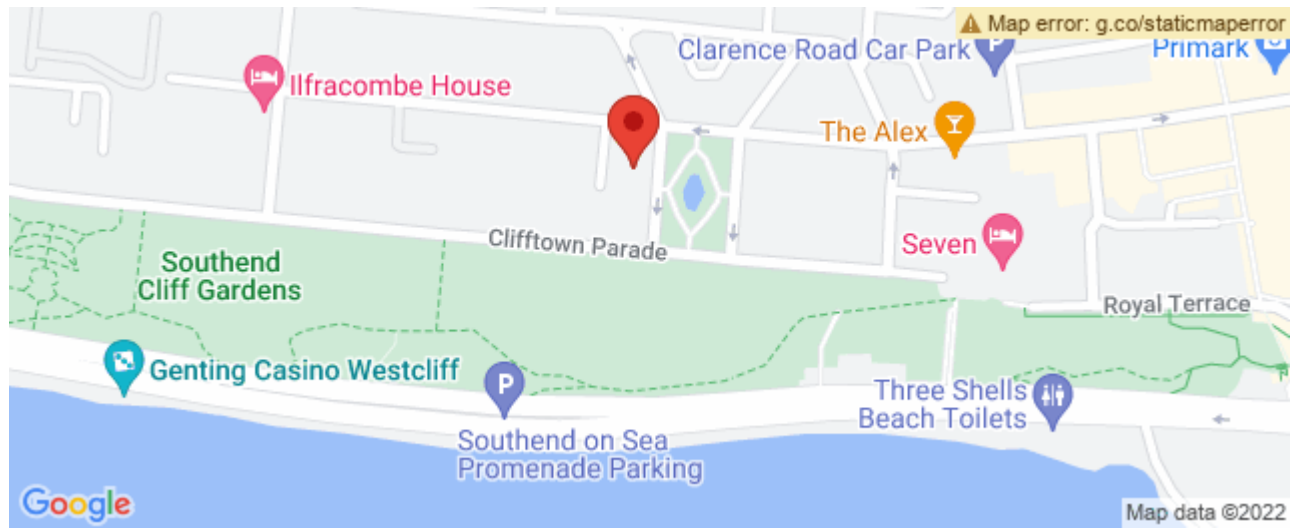 Map error: g.co/staticmaperror
Clarence Road Car Park
P
Primark
Ilfracombe House
The Alex
Clifftown Parade
Seven
Southend
Cliff Gardens
Royal Terrace
Genting Casino Westcliff
P
Three Shells
Beach Toilets
Southend on Sea
Promenade Parking
Google
Map data ©2022